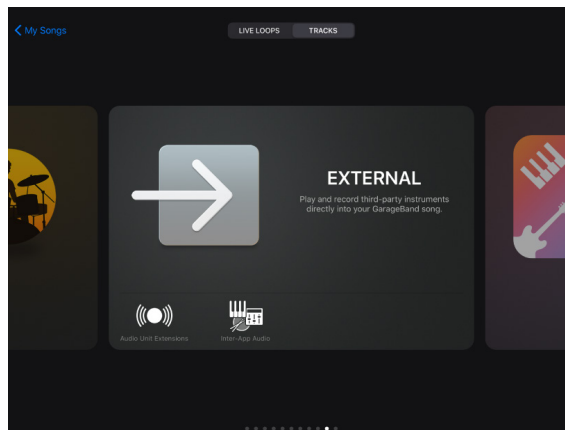 My Songs
LIVE LOOPS
TRACKS
EXTERNAL
Play and record third-party instruments
directly into your GarageBand song.
Audio Unit Extensions
Inter-App Audio